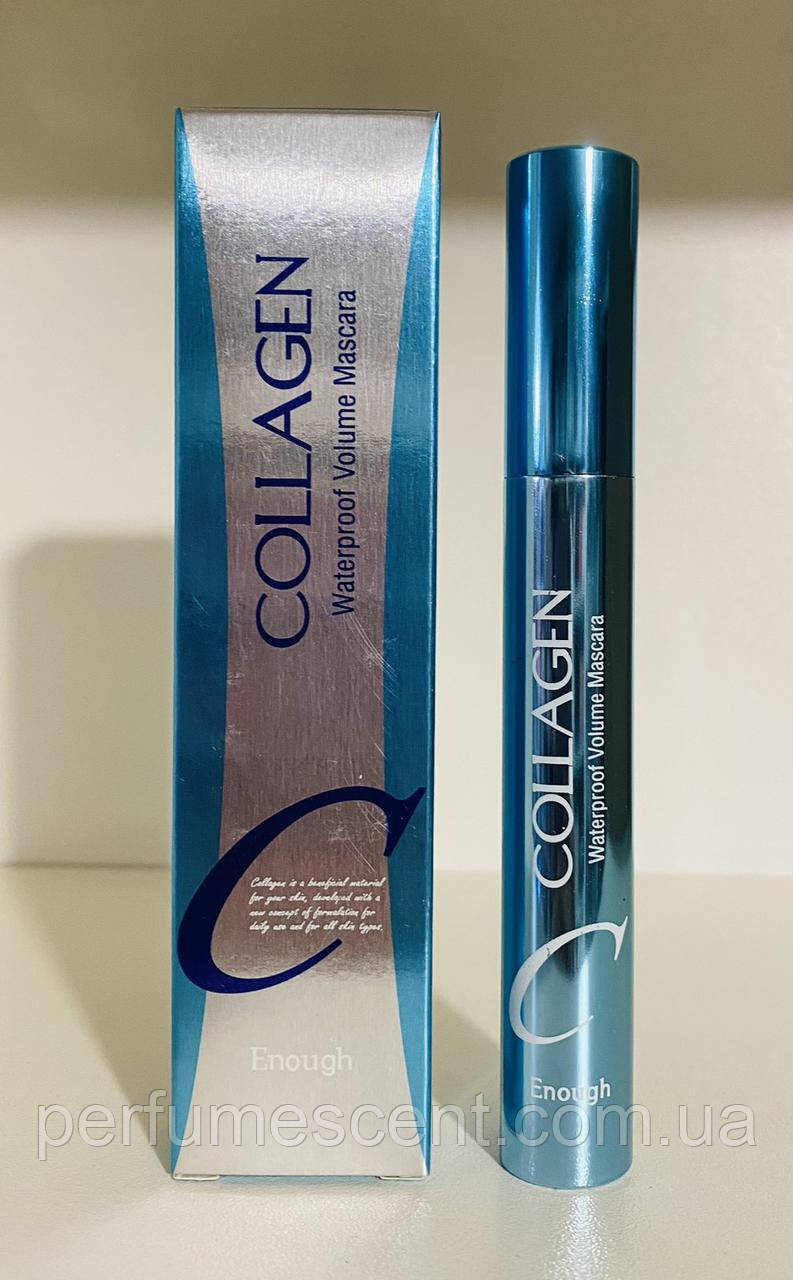 COLLAGEN
Waterproof Volume Mascara
C
Collagen is a beneficial material
for your skin, developed with a
new concept of formulation for
daily use and for all skin types.
Enough
COLLAGEN
Waterproof Volume Mascara
C
Enough
perfumescent.com.ua